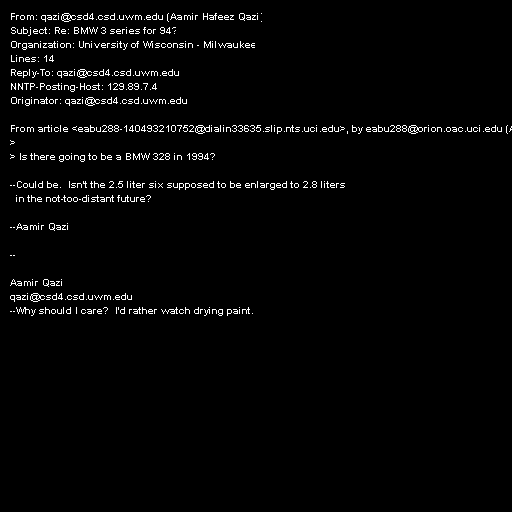 From: qazi@csd4.csd.uwm.edu (Aamir Hafeez Qazi)
Subject: Re: BMW 3 series for 94?
Organization: University of Wisconsin - Milwaukee
Lines: 14
Reply-To: qazi@csd4.csd.uwm.edu
NNTP-Posting-Host: 129.89.7.4
Originator: qazi@csd4.csd.uwm.edu

From article <eabu288-140493210752@dialin33635.slip.nts.uci.edu>, by eabu288@orion.oac.uci.edu (A
>
> Is there going to be a BMW 328 in 1994?

--Could be.  Isn't the 2.5 liter six supposed to be enlarged to 2.8 liters
  in the not-too-distant future?

--Aamir Qazi

--

Aamir Qazi
qazi@csd4.csd.uwm.edu
--Why should I care?  I'd rather watch drying paint.